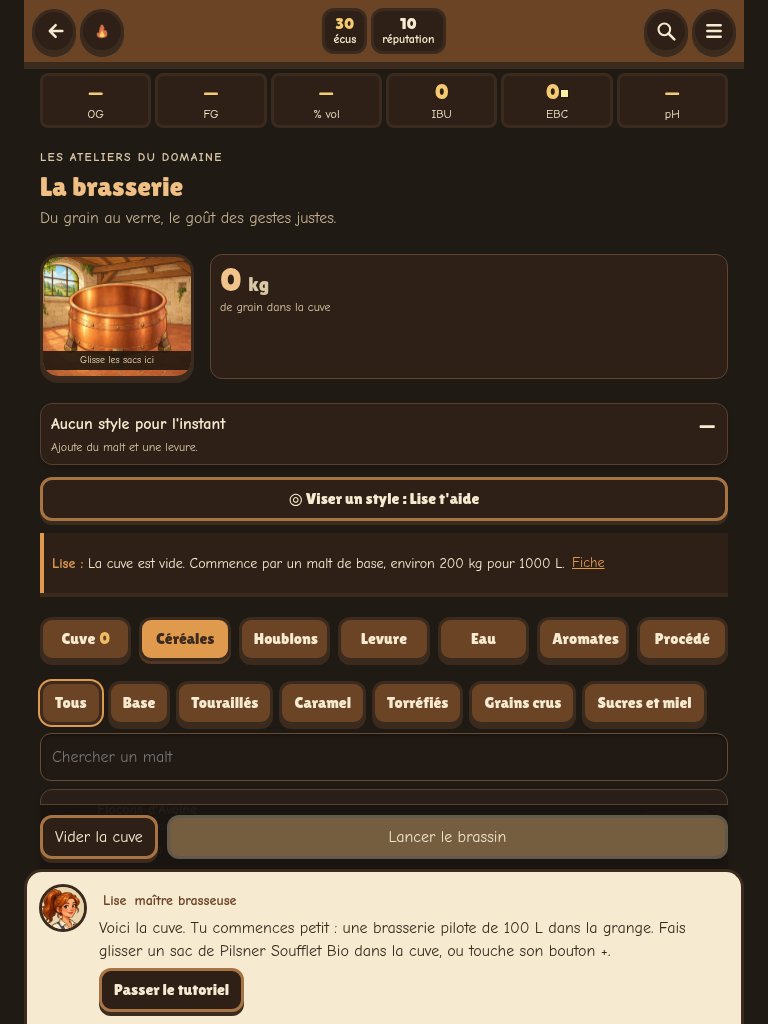 30
écus
10
réputation
—
OG
—
FG
—
% vol
0
IBU
0
EBC
—
pH
LES ATELIERS DU DOMAINE
La brasserie
Du grain au verre, le goût des gestes justes.
Glisse les sacs ici
0 kg
de grain dans la cuve
Aucun style pour l'instant
—
Ajoute du malt et une levure.
◎ Viser un style : Lise t'aide
Lise : La cuve est vide. Commence par un malt de base, environ 200 kg pour 1000 L. Fiche
Cuve 0
Céréales
Houblons
Levure
Eau
Aromates
Procédé
Tous
Base
Touraillés
Caramel
Torréfiés
Grains crus
Sucres et miel
Chercher un malt
Flocons d'Avoine
Vider la cuve
Lancer le brassin
Lise maître brasseuse
Voici la cuve. Tu commences petit : une brasserie pilote de 100 L dans la grange. Fais
glisser un sac de Pilsner Soufflet Bio dans la cuve, ou touche son bouton +.
Passer le tutoriel